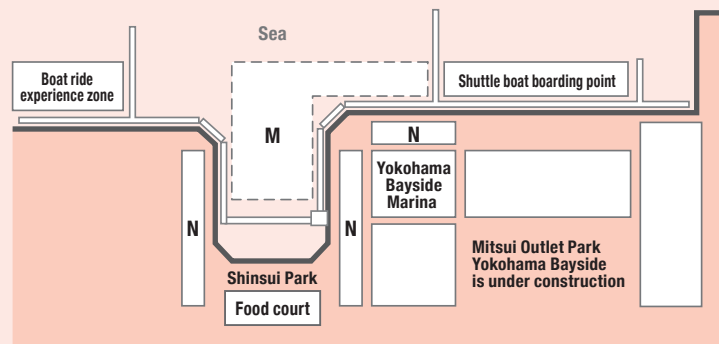 Sea
Boat ride
experience zone
Shuttle boat boarding point
M
N
Yokohama
Bayside
Marina
N
N
Mitsui Outlet Park
Yokohama Bayside
is under construction
Shinsui Park
Food court